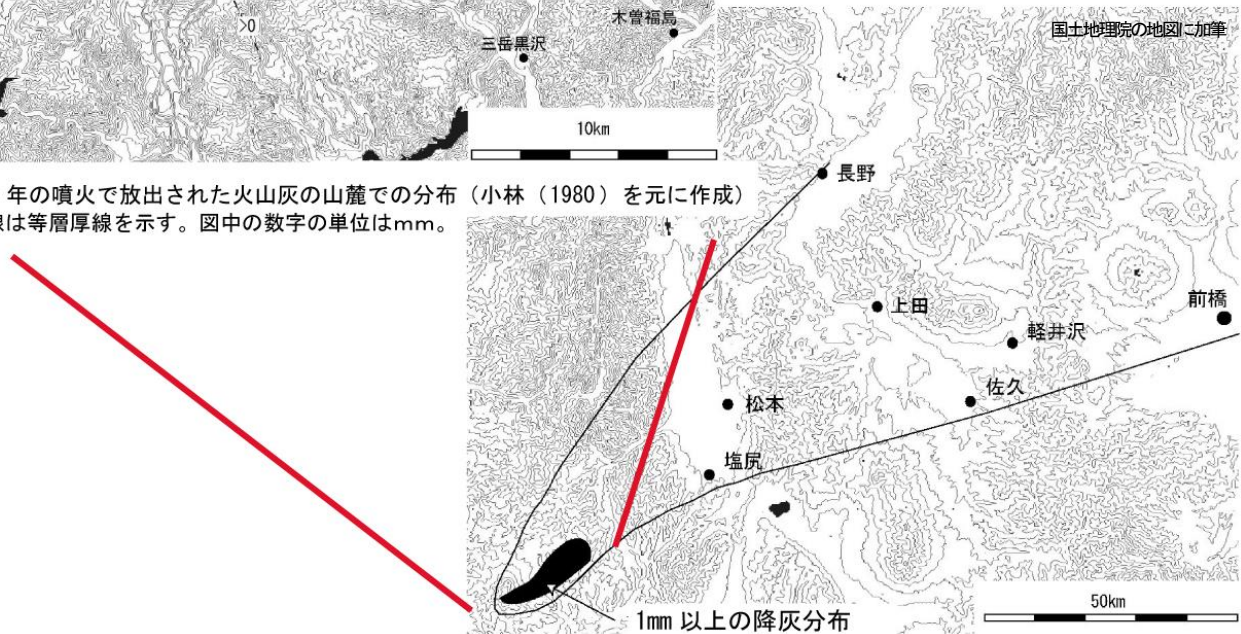 木曽福島
三岳黒沢
国土地理院の地図に加筆
10km
年の噴火で放出された火山灰の山麓での分布(小林(1980)を元に作成)
線は等層厚線を示す。図中の数字の単位はmm。
長野
上田
前橋
軽井沢
佐久
松本
塩尻
1mm 以上の降灰分布
50km